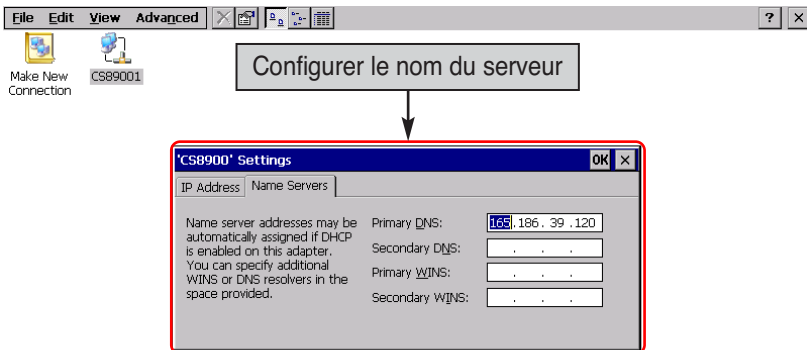 File Edit View Advanced ? ×
Make New Connection
CS89001
Configurer le nom du serveur
'CS8900' Settings OK ×
IP Address Name Servers
Name server addresses may be
automatically assigned if DHCP
is enabled on this adapter.
You can specify additional
WINS or DNS resolvers in the
space provided.
Primary DNS: 165.186.39.120
Secondary DNS: . . .
Primary WINS: . . .
Secondary WINS: . . .